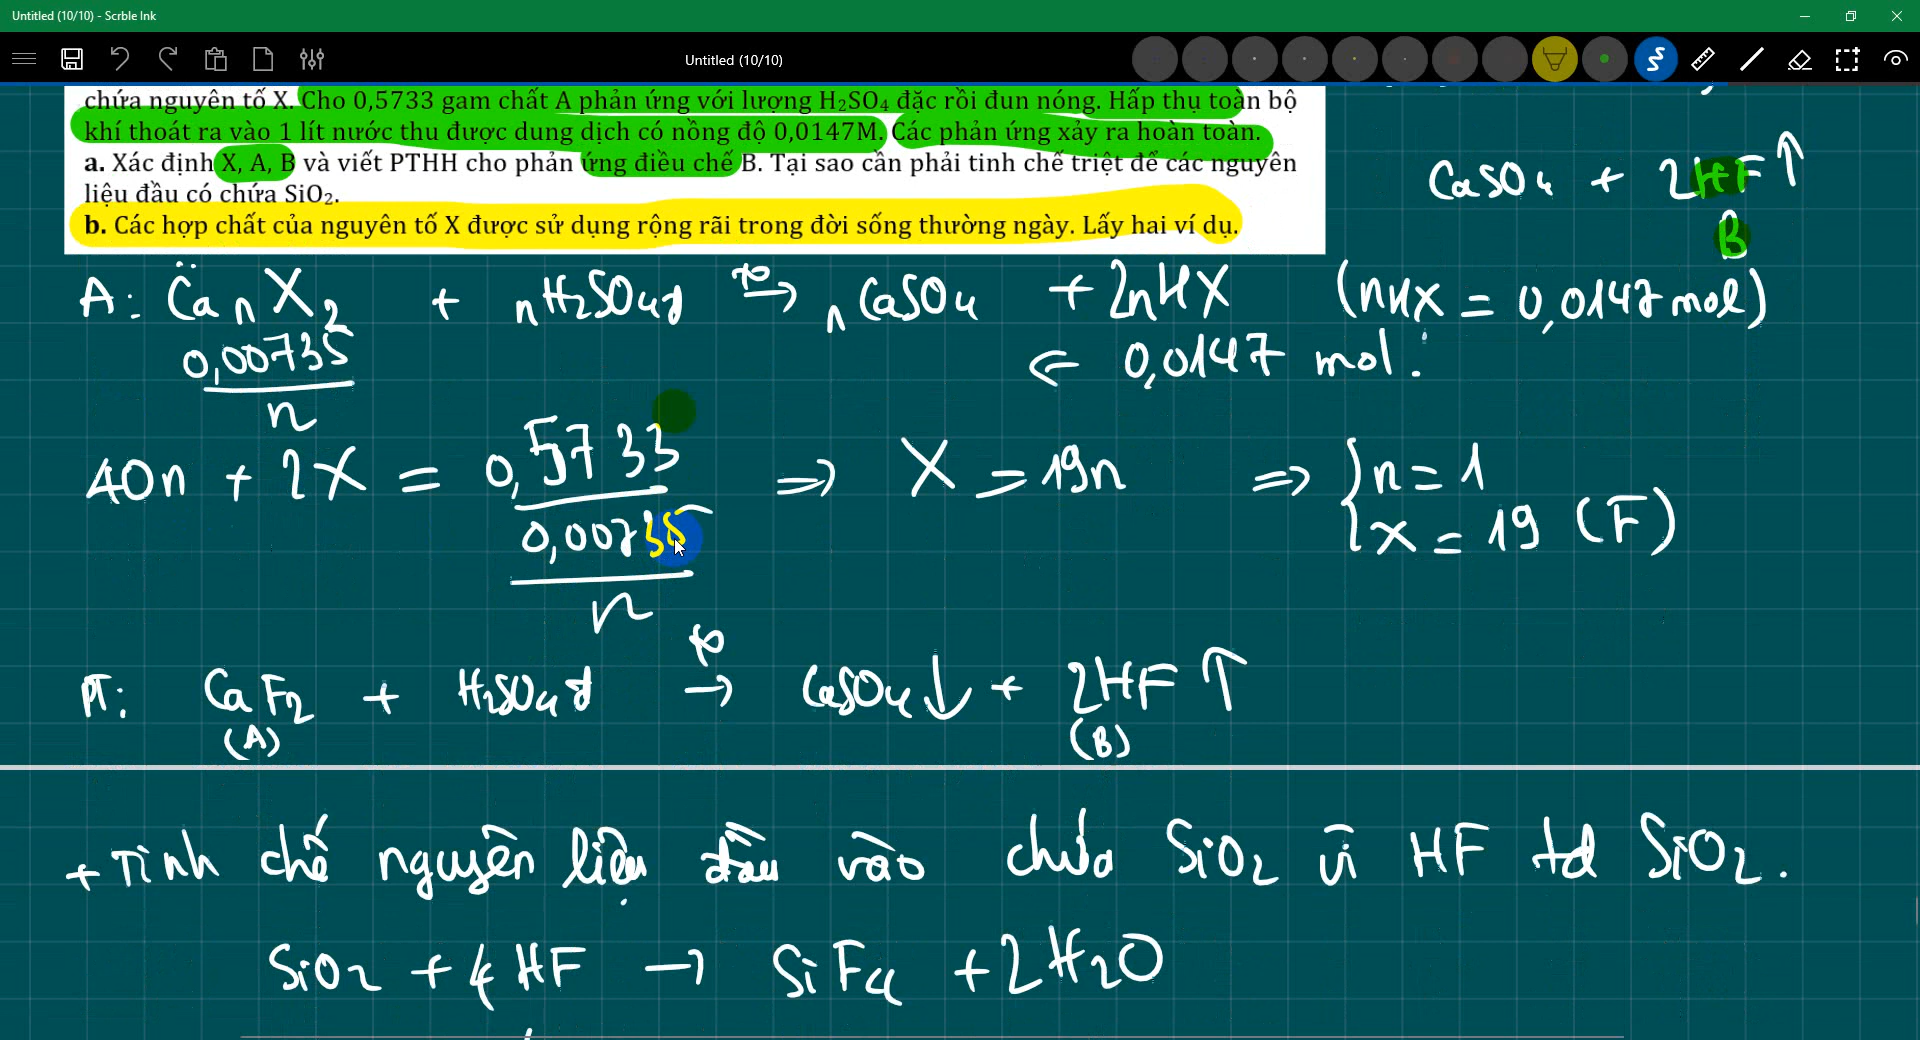 Untitled (10/10) - Scrble Ink
Untitled (10/10)
chứa nguyên tố X. Cho 0,5733 gam chất A phản ứng với lượng H₂SO₄ đặc rồi đun nóng. Hấp thụ toàn bộ
khí thoát ra vào 1 lít nước thu được dung dịch có nồng độ 0,0147M. Các phản ứng xảy ra hoàn toàn.
a. Xác định X, A, B và viết PTHH cho phản ứng điều chế B. Tại sao cần phải tinh chế triệt để các nguyên
liệu đầu có chứa SiO₂.
b. Các hợp chất của nguyên tố X được sử dụng rộng rãi trong đời sống thường ngày. Lấy hai ví dụ.
CaSO₄ + 2HF↑
B
A: CaₙX₂ + nH₂SO₄đ t° → nCaSO₄ + 2nHX (nHX = 0,0147 mol)
0,00735 ← 0,0147 mol.
n
40n + 2X = 0,5733 ⇒ X = 19n ⇒ { n = 1
0,00735 X = 19 (F)
n
PT: CaF₂ + H₂SO₄đ t° → CaSO₄↓ + 2HF↑
(A) (B)
+ Tinh chế nguyên liệu đầu vào chứa SiO₂ vì HF td SiO₂.
SiO₂ + 4HF → SiF₄ + 2H₂O